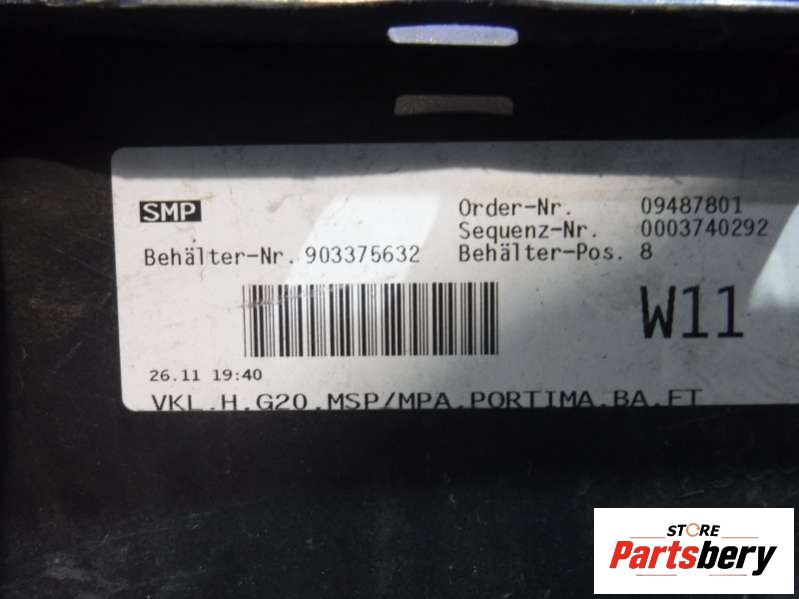 SMP
Order-Nr. 09487801
Sequenz-Nr. 0003740292
Behälter-Nr. 903375632 Behälter-Pos. 8
W11
26.11 19:40
VKL.H.G20.MSP/MPA.PORTIMA.BA.FT
STORE
Partsbery